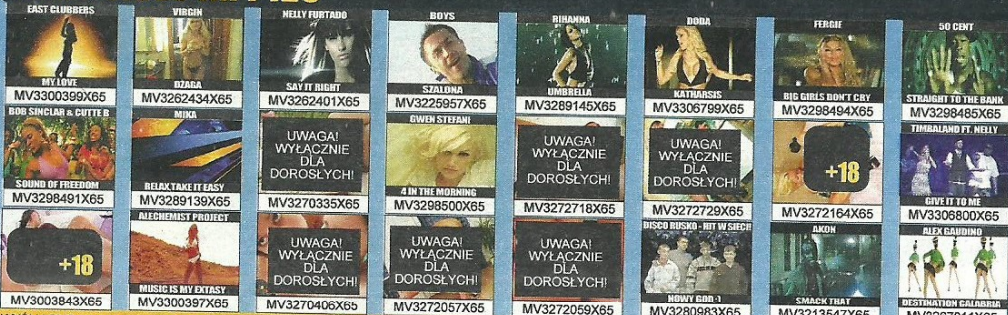 EAST CLUBBERS
MY LOVE
MV3300399X65
VIRGIN
DŻAGA
MV3262434X65
NELLY FURTADO
SAY IT RIGHT
MV3262401X65
BOYS
SZALONA
MV3225957X65
RIHANNA
UMBRELLA
MV3289145X65
DODA
KATHARSIS
MV3306799X65
FERGIE
BIG GIRLS DON'T CRY
MV3298494X65
50 CENT
STRAIGHT TO THE BANK
MV3298485X65
BOB SINCLAR & CUTTE B
SOUND OF FREEDOM
MV3298491X65
MIKA
RELAX,TAKE IT EASY
MV3289139X65
UWAGA!
WYŁĄCZNIE
DLA
DOROSŁYCH!
MV3270335X65
GWEN STEFANI
4 IN THE MORNING
MV3298500X65
UWAGA!
WYŁĄCZNIE
DLA
DOROSŁYCH!
MV3272718X65
UWAGA!
WYŁĄCZNIE
DLA
DOROSŁYCH!
MV3272729X65
+18
MV3272164X65
TIMBALAND FT. NELLY
GIVE IT TO ME
MV3306800X65
+18
MV3003843X65
ALECHEMIST PROJECT
MUSIC IS MY EXTASY
MV3300397X65
UWAGA!
WYŁĄCZNIE
DLA
DOROSŁYCH!
MV3270406X65
UWAGA!
WYŁĄCZNIE
DLA
DOROSŁYCH!
MV3272057X65
UWAGA!
WYŁĄCZNIE
DLA
DOROSŁYCH!
MV3272059X65
DISCO RUSKO - HIT W SIECI!
NOWY GOD :)
MV3280983X65
AKON
SMACK THAT
MV3213547X65
ALEX GAUDINO
DESTINATION CALABRIA